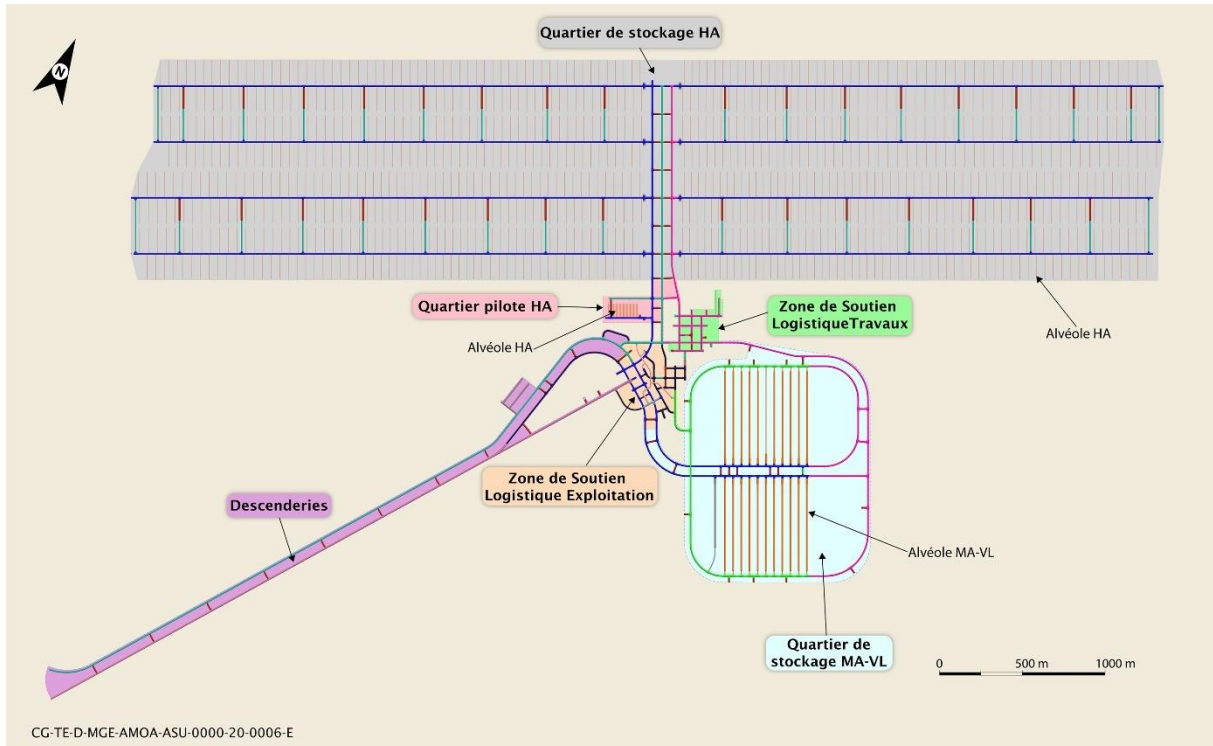 Quartier de stockage HA
N
Quartier pilote HA
Zone de Soutien
LogistiqueTravaux
Alvéole HA
Alvéole HA
Zone de Soutien
Logistique Exploitation
Descenderies
Alvéole MA-VL
Quartier de
stockage MA-VL
0 500 m 1000 m
CG-TE-D-MGE-AMOA-ASU-0000-20-0006-E